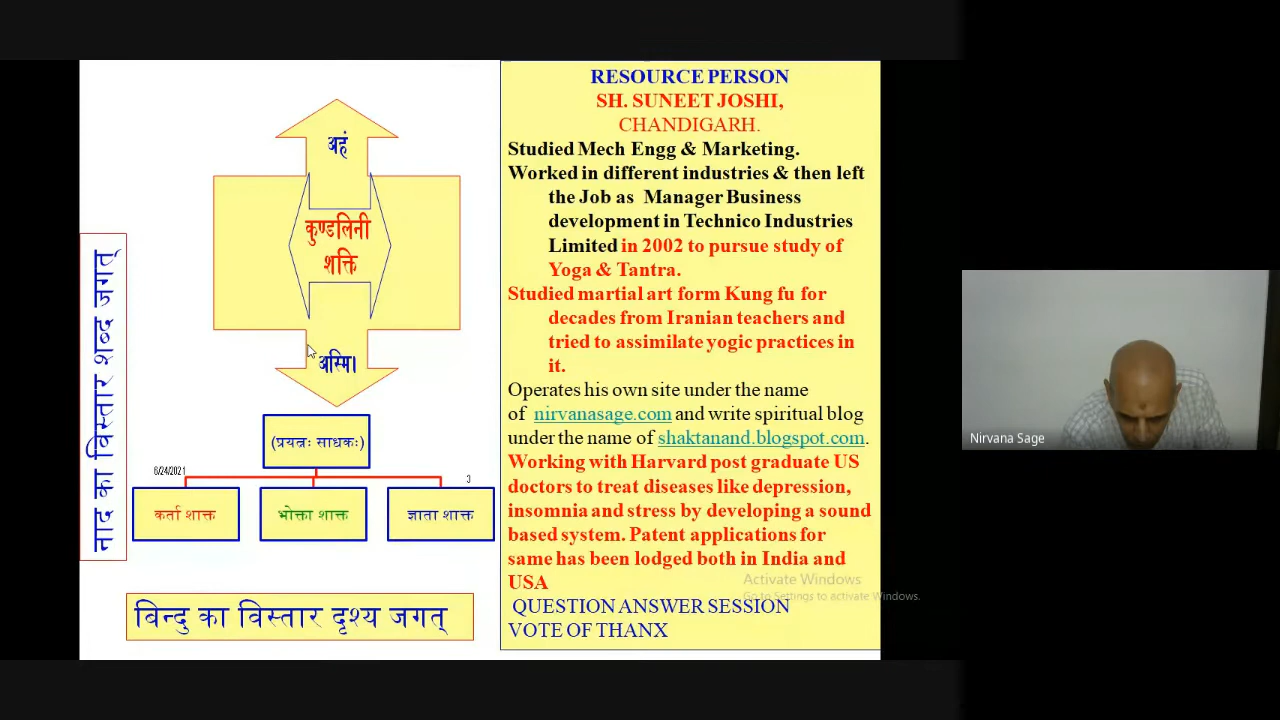 नाद का विस्तार शब्द जगत्
अहं
कुण्डलिनी
शक्ति
अस्मि।
(प्रयत्नः साधकः)
6/24/2021
3
कर्ता शाक्त
भोक्ता शाक्त
ज्ञाता शाक्त
बिन्दु का विस्तार दृश्य जगत्
RESOURCE PERSON
SH. SUNEET JOSHI,
CHANDIGARH.
Studied Mech Engg & Marketing.
Worked in different industries & then left
the Job as Manager Business
development in Technico Industries
Limited in 2002 to pursue study of
Yoga & Tantra.
Studied martial art form Kung fu for
decades from Iranian teachers and
tried to assimilate yogic practices in
it.
Operates his own site under the name
of nirvanasage.com and write spiritual blog
under the name of shaktanand.blogspot.com.
Working with Harvard post graduate US
doctors to treat diseases like depression,
insomnia and stress by developing a sound
based system. Patent applications for
same has been lodged both in India and
USA
QUESTION ANSWER SESSION
VOTE OF THANX
Activate Windows
Go to Settings to activate Windows.
Nirvana Sage